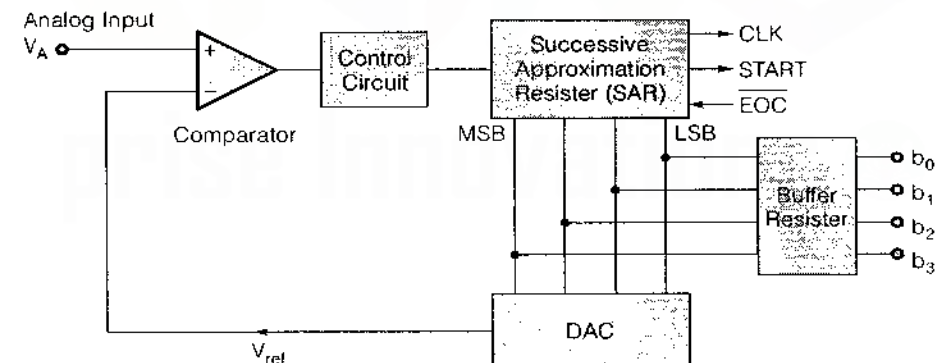 Analog Input
V_A
+
−
Comparator
Control
Circuit
Successive
Approximation
Resister (SAR)
CLK
START
EOC
MSB
LSB
Buffer
Resister
b0
b1
b2
b3
DAC
V_ref